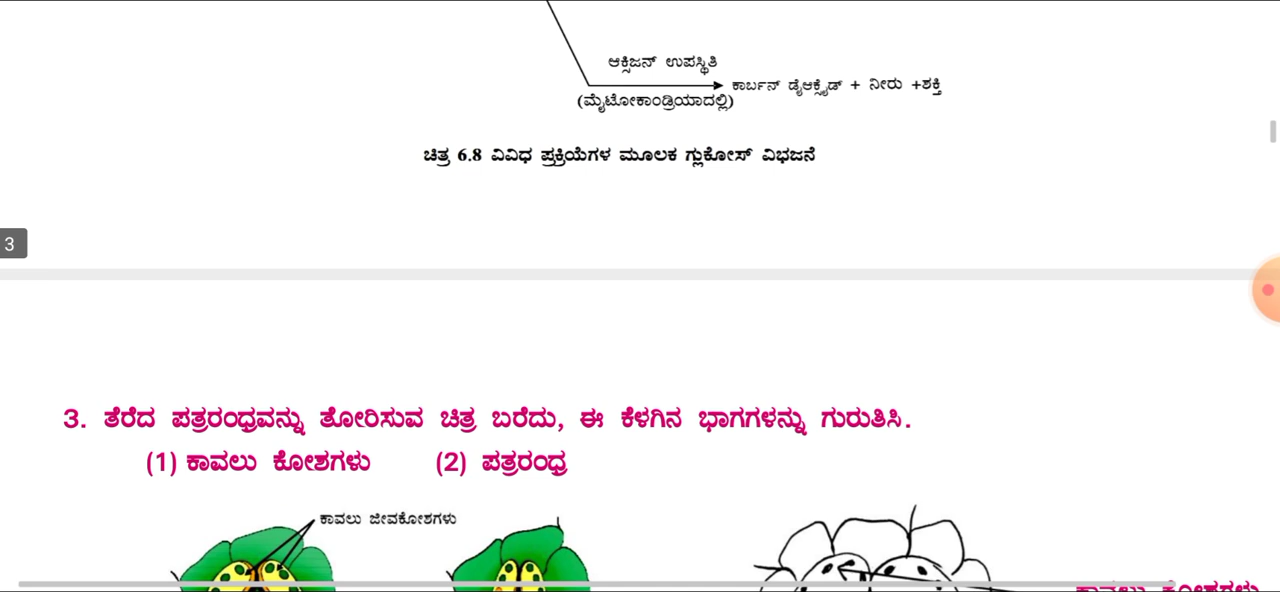 ಆಕ್ಸಿಜನ್ ಉಪಸ್ಥಿತಿ
ಕಾರ್ಬನ್ ಡೈಆಕ್ಸೈಡ್ + ನೀರು +ಶಕ್ತಿ
(ಮೈಟೋಕಾಂಡ್ರಿಯಾದಲ್ಲಿ)
ಚಿತ್ರ 6.8 ವಿವಿಧ ಪ್ರಕ್ರಿಯೆಗಳ ಮೂಲಕ ಗ್ಲುಕೋಸ್ ವಿಭಜನೆ
3
3. ತೆರೆದ ಪತ್ರರಂಧ್ರವನ್ನು ತೋರಿಸುವ ಚಿತ್ರ ಬರೆದು, ಈ ಕೆಳಗಿನ ಭಾಗಗಳನ್ನು ಗುರುತಿಸಿ.
(1) ಕಾವಲು ಕೋಶಗಳು (2) ಪತ್ರರಂಧ್ರ
ಕಾವಲು ಜೀವಕೋಶಗಳು